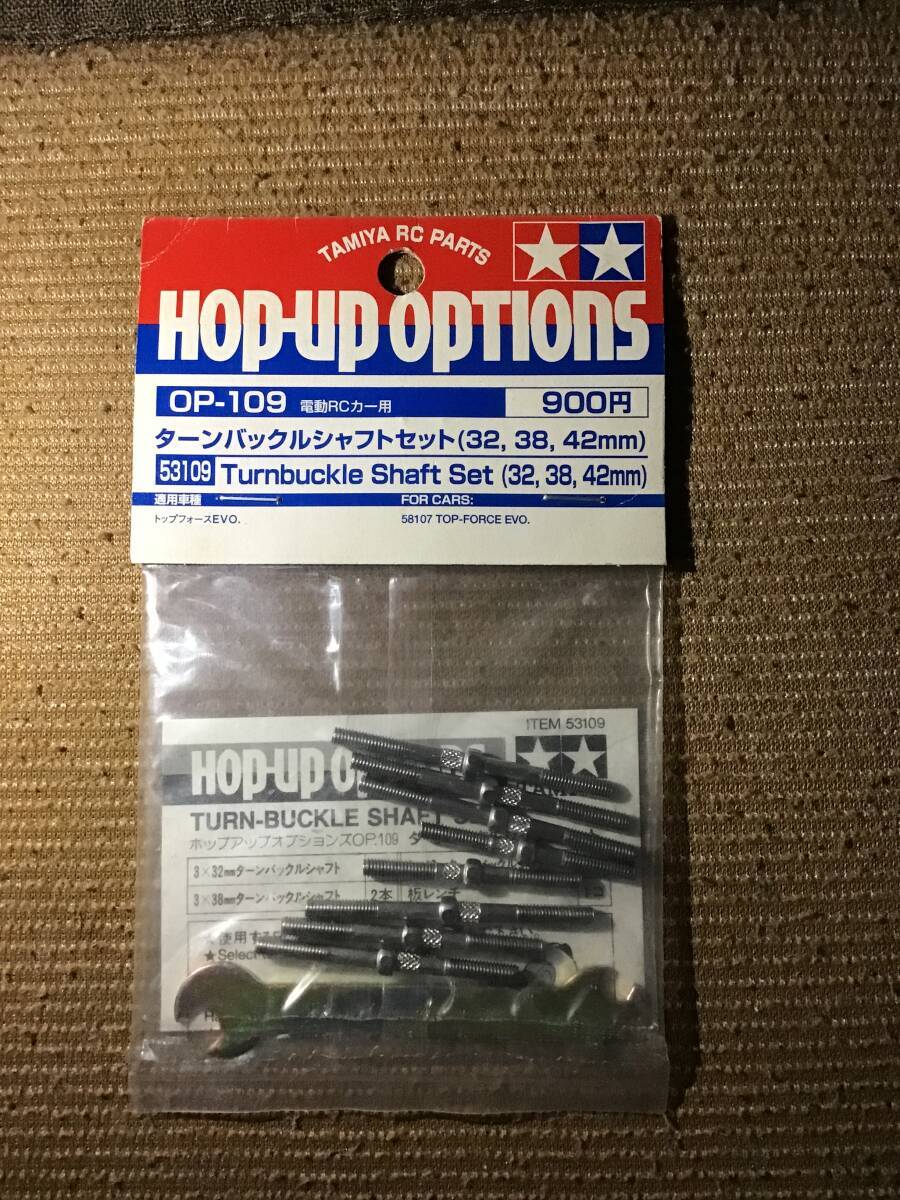 TAMIYA RC PARTS
HOP-UP OPTIONS
OP-109 電動RCカー用 900円
ターンバックルシャフトセット(32, 38, 42mm)
53109 Turnbuckle Shaft Set (32, 38, 42mm)
適用車種 FOR CARS:
トップフォースEVO. 58107 TOP-FORCE EVO.
ITEM 53109
HOP-UP
TURN-BUCKLE SHAFT
ホップアップオプションズOP.109
3×32mmターンバックルシャフト
3×38mmターンバックルシャフト 2本 板レンチ
★Select